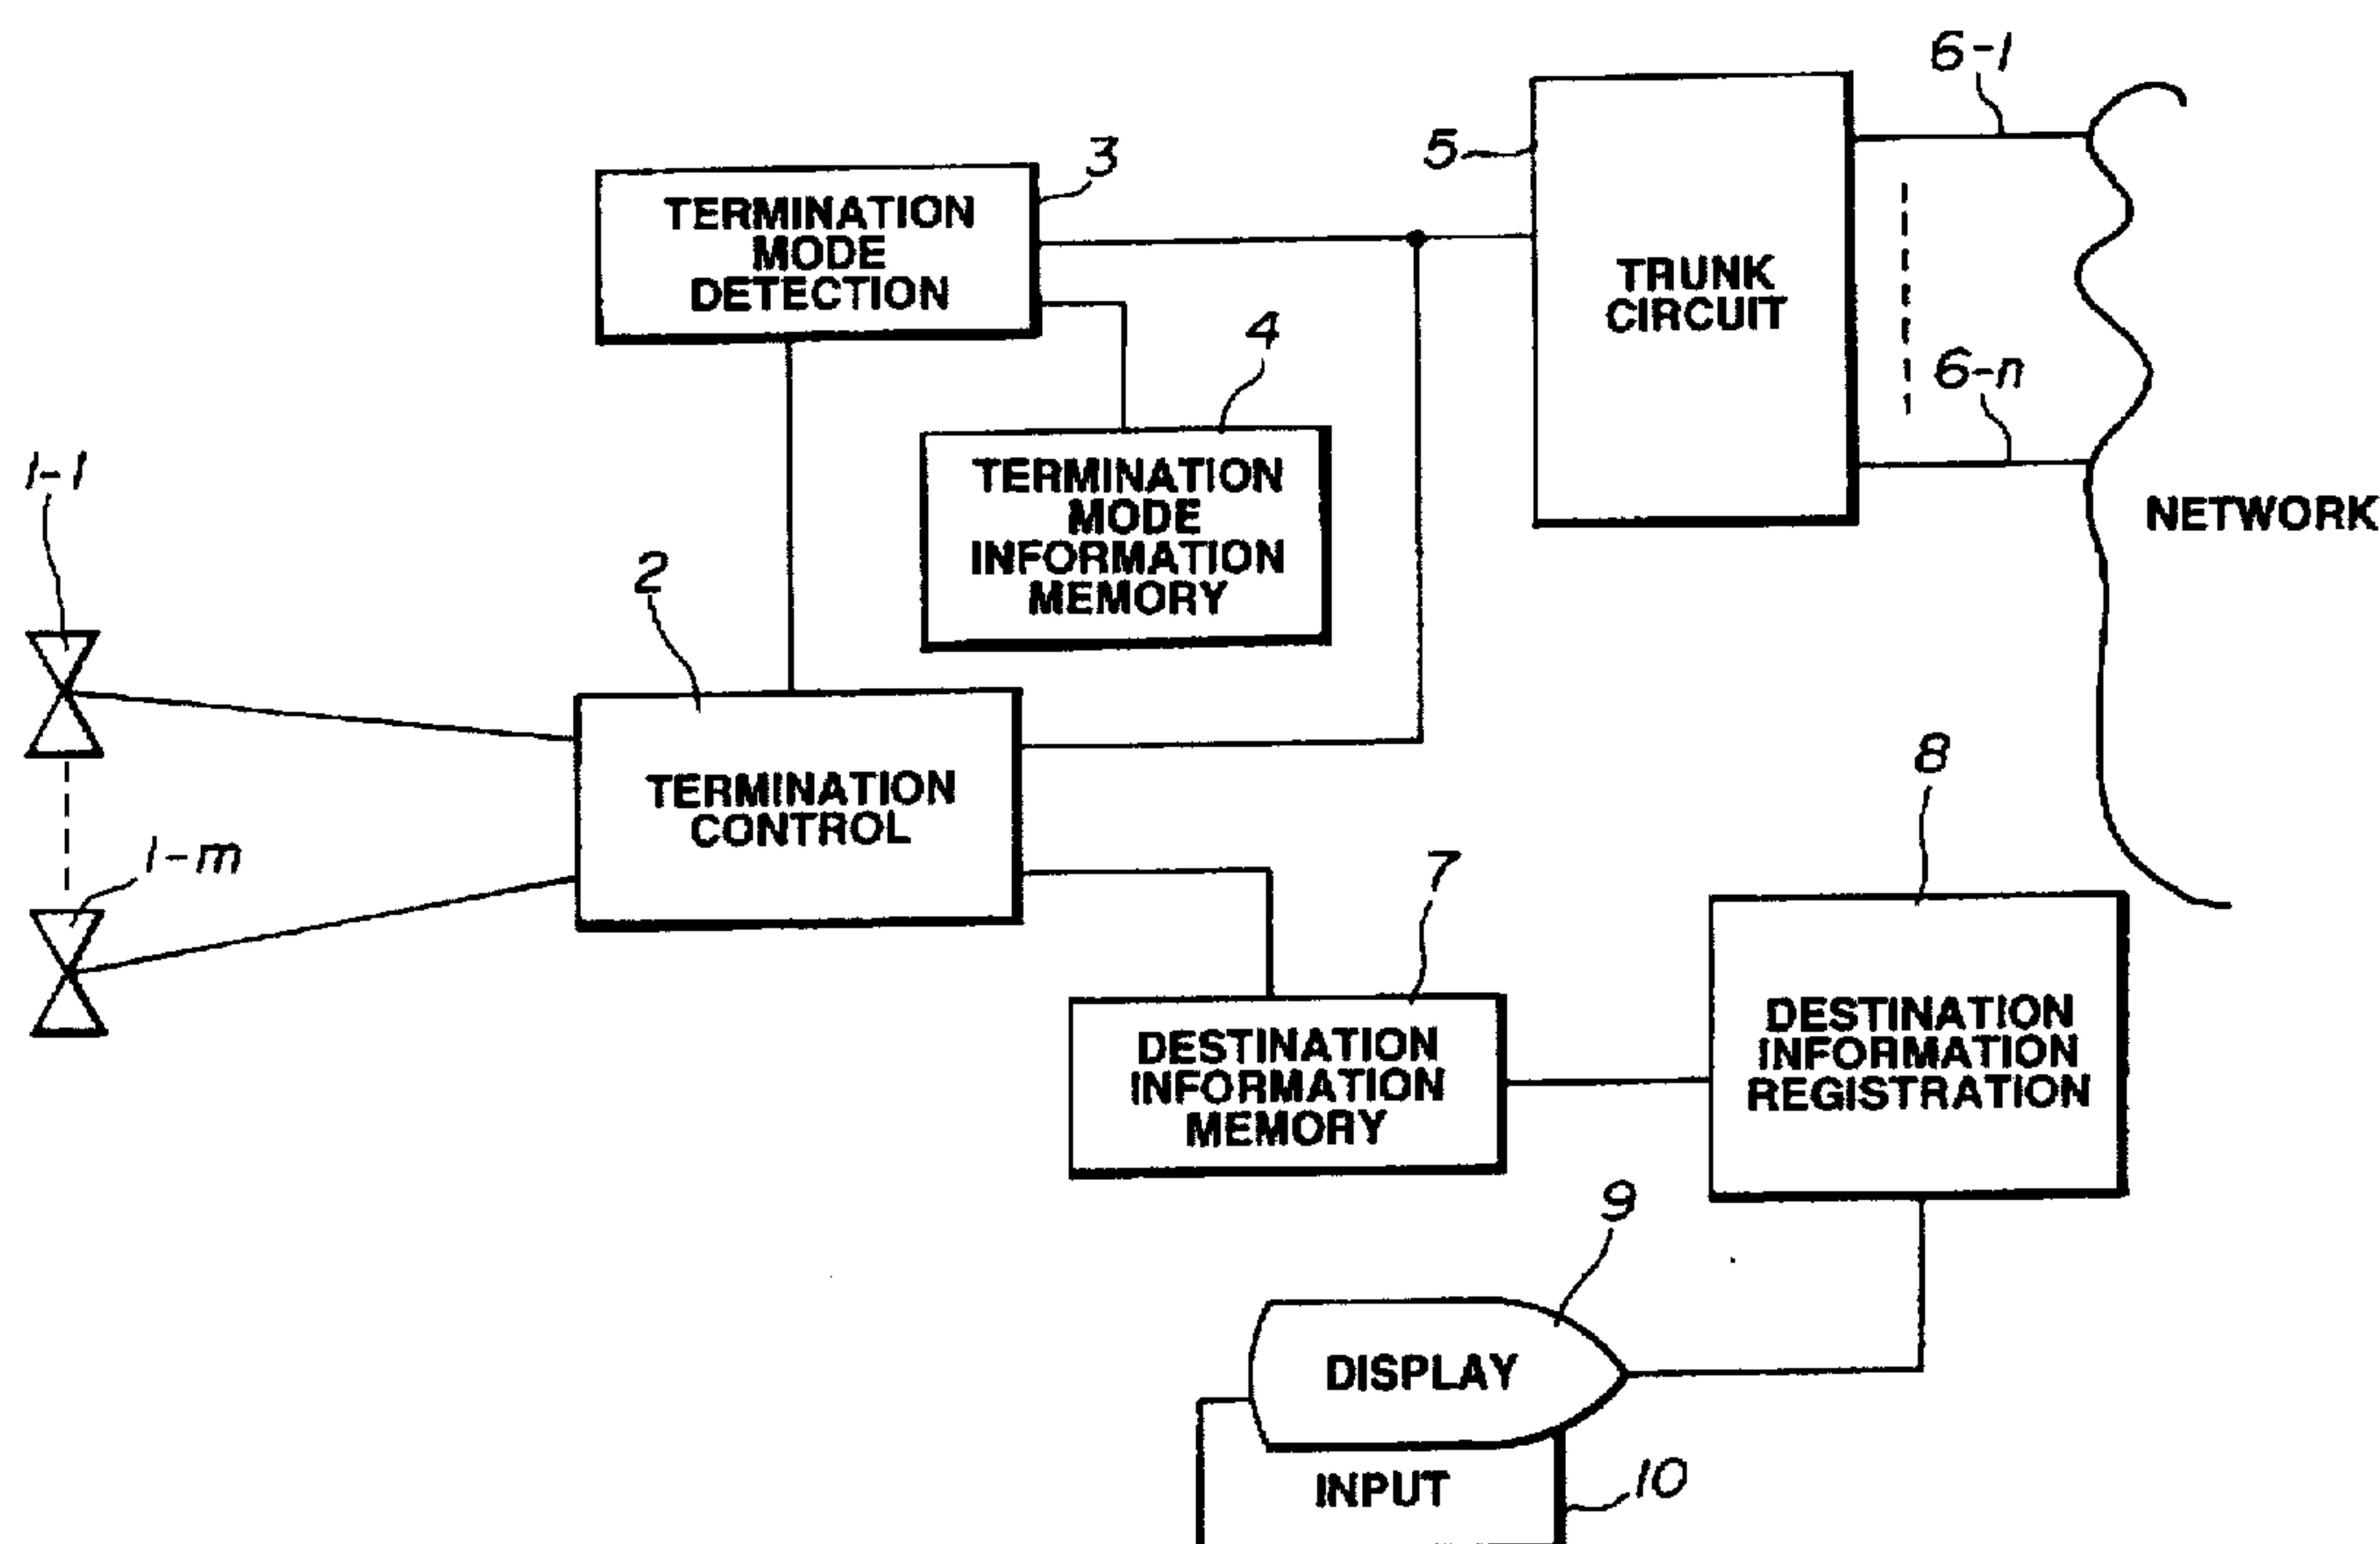 6-1
3
5
TERMINATION
MODE
DETECTION
TRUNK
CIRCUIT
4
6-n
1-1
TERMINATION
MODE
INFORMATION
MEMORY
NETWORK
2
8
TERMINATION
CONTROL
1-m
7
DESTINATION
INFORMATION
MEMORY
DESTINATION
INFORMATION
REGISTRATION
9
DISPLAY
INPUT
10